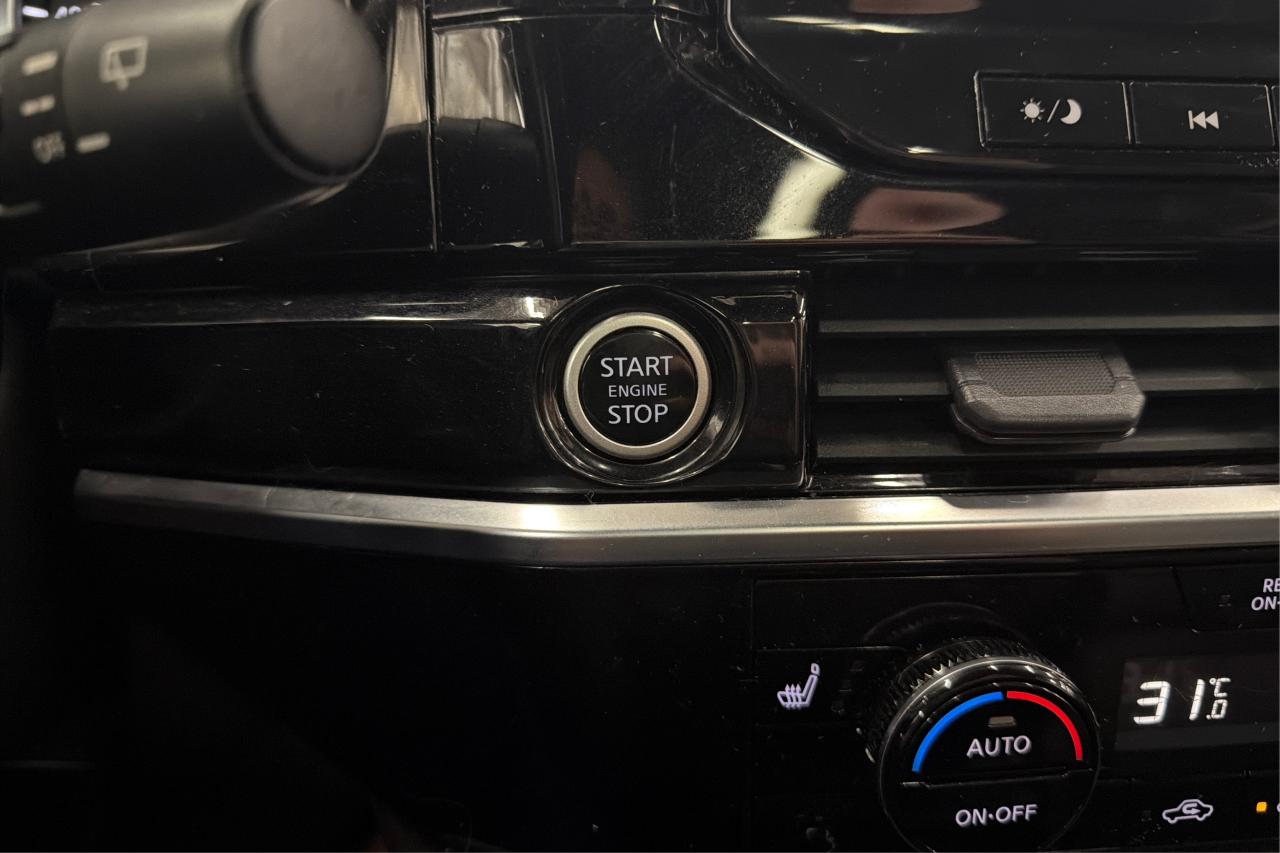 START
ENGINE
STOP
31.0 °C
AUTO
ON·OFF